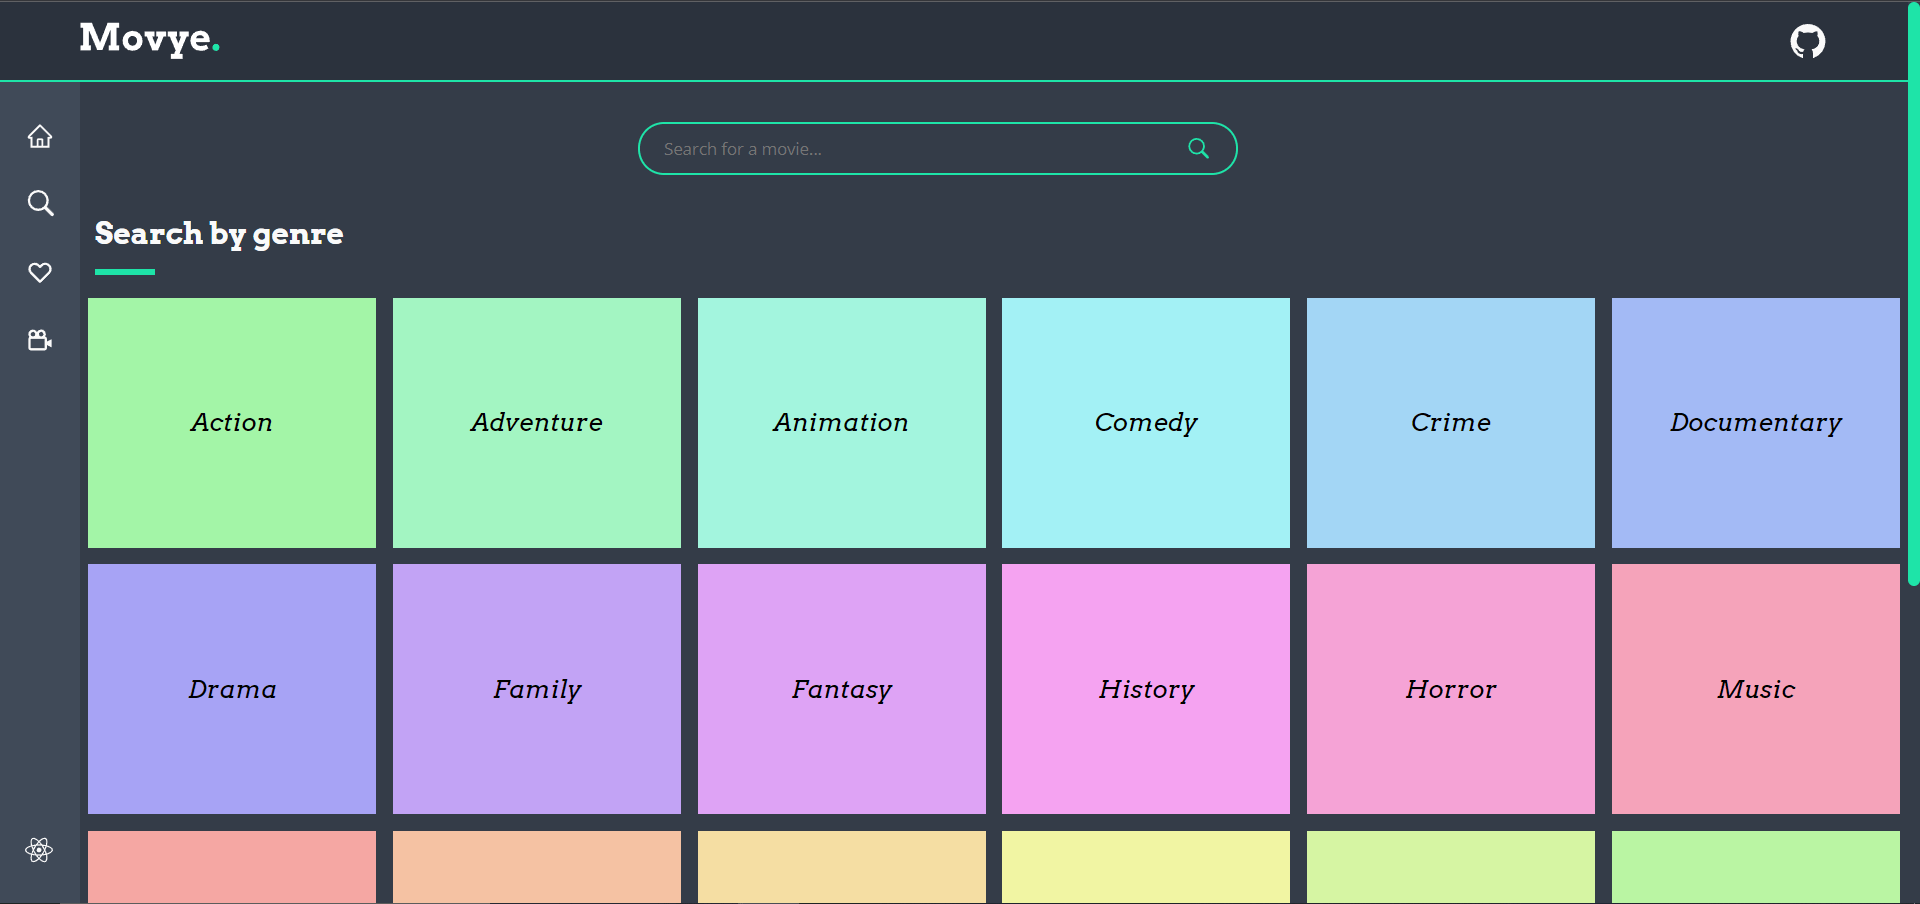 Movye.
Search for a movie...
Search by genre
Action
Adventure
Animation
Comedy
Crime
Documentary
Drama
Family
Fantasy
History
Horror
Music